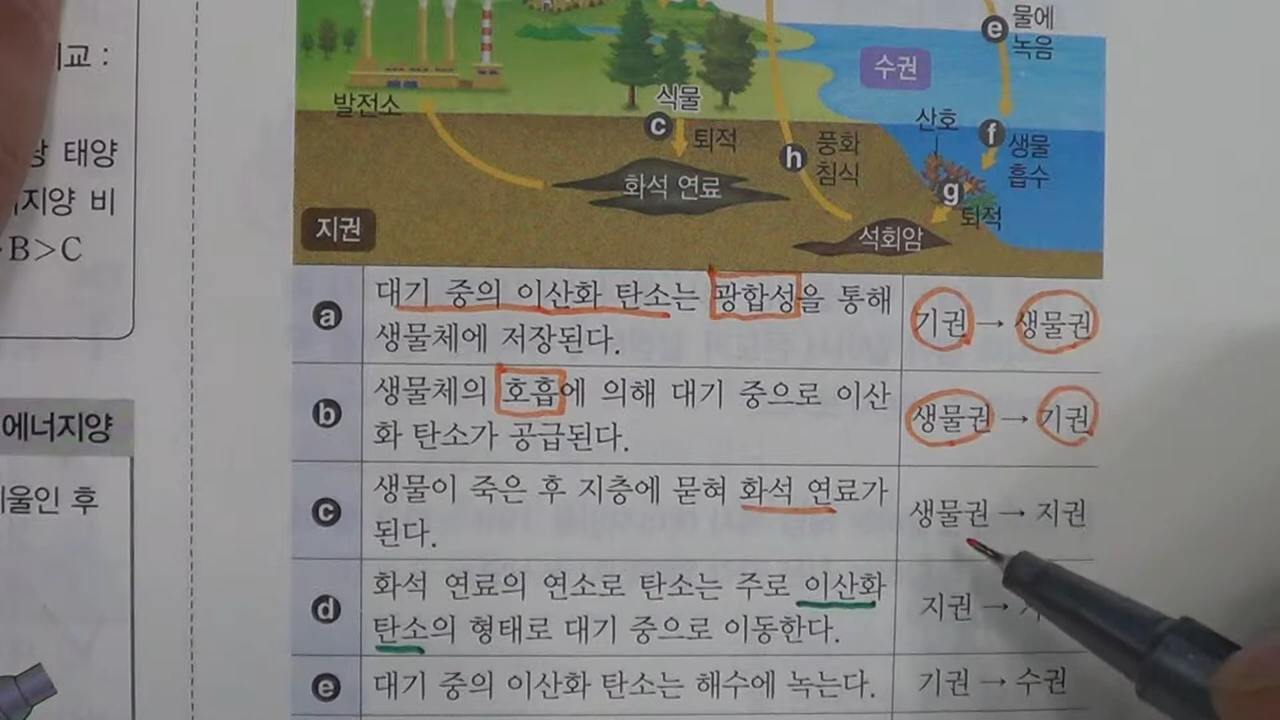 비교 :
태양
지양 비
B>C
에너지양
기울인 후
물에
e 녹음
수권
발전소
식물
c 퇴적
산호
f 생물
흡수
h 풍화
침식
화석 연료
g 퇴적
지권
석회암
a 대기 중의 이산화 탄소는 광합성을 통해 기권 → 생물권
생물체에 저장된다.
b 생물체의 호흡에 의해 대기 중으로 이산 생물권 → 기권
화 탄소가 공급된다.
c 생물이 죽은 후 지층에 묻혀 화석 연료가 생물권 → 지권
된다.
d 화석 연료의 연소로 탄소는 주로 이산화 지권 →
탄소의 형태로 대기 중으로 이동한다.
e 대기 중의 이산화 탄소는 해수에 녹는다. 기권 → 수권